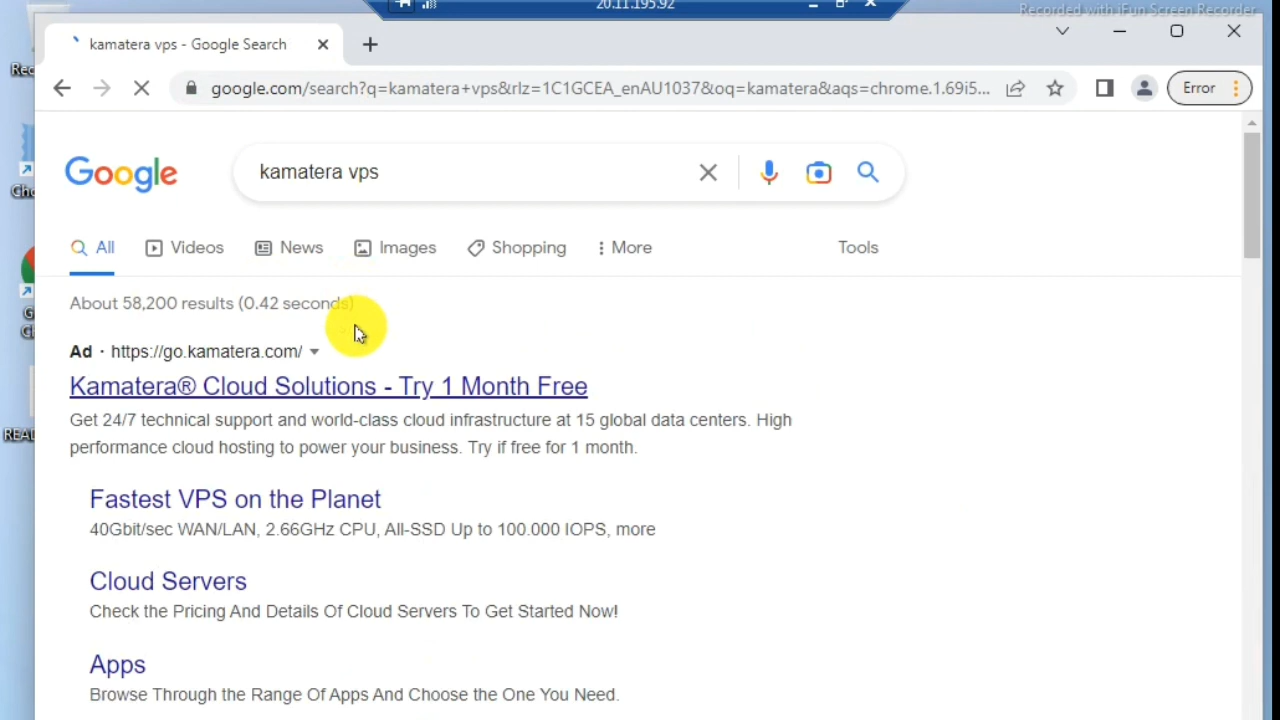 20.11.195.92
Recorded with iFun Screen Recorder
kamatera vps - Google Search
google.com/search?q=kamatera+vps&rlz=1C1GCEA_enAU1037&oq=kamatera&aqs=chrome.1.69i5...
Error
Google
kamatera vps
All Videos News Images Shopping More Tools
About 58,200 results (0.42 seconds)
Ad · https://go.kamatera.com/
Kamatera® Cloud Solutions - Try 1 Month Free
Get 24/7 technical support and world-class cloud infrastructure at 15 global data centers. High
performance cloud hosting to power your business. Try if free for 1 month.
Fastest VPS on the Planet
40Gbit/sec WAN/LAN, 2.66GHz CPU, All-SSD Up to 100.000 IOPS, more
Cloud Servers
Check the Pricing And Details Of Cloud Servers To Get Started Now!
Apps
Browse Through the Range Of Apps And Choose the One You Need.